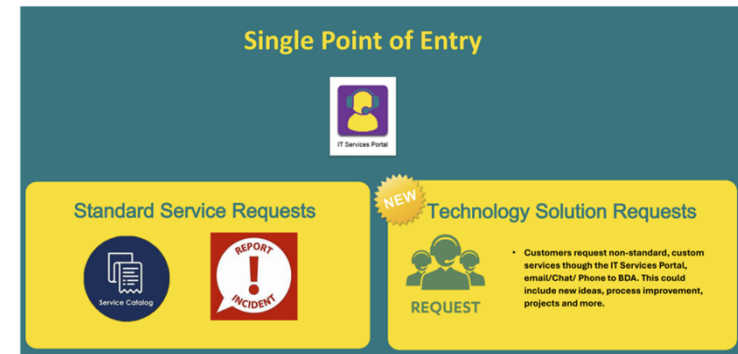 Single Point of Entry
IT Services Portal
Standard Service Requests
Service Catalog
REPORT
INCIDENT
NEW
Technology Solution Requests
REQUEST
• Customers request non-standard, custom
services though the IT Services Portal,
email/Chat/ Phone to BDA. This could
include new ideas, process improvement,
projects and more.